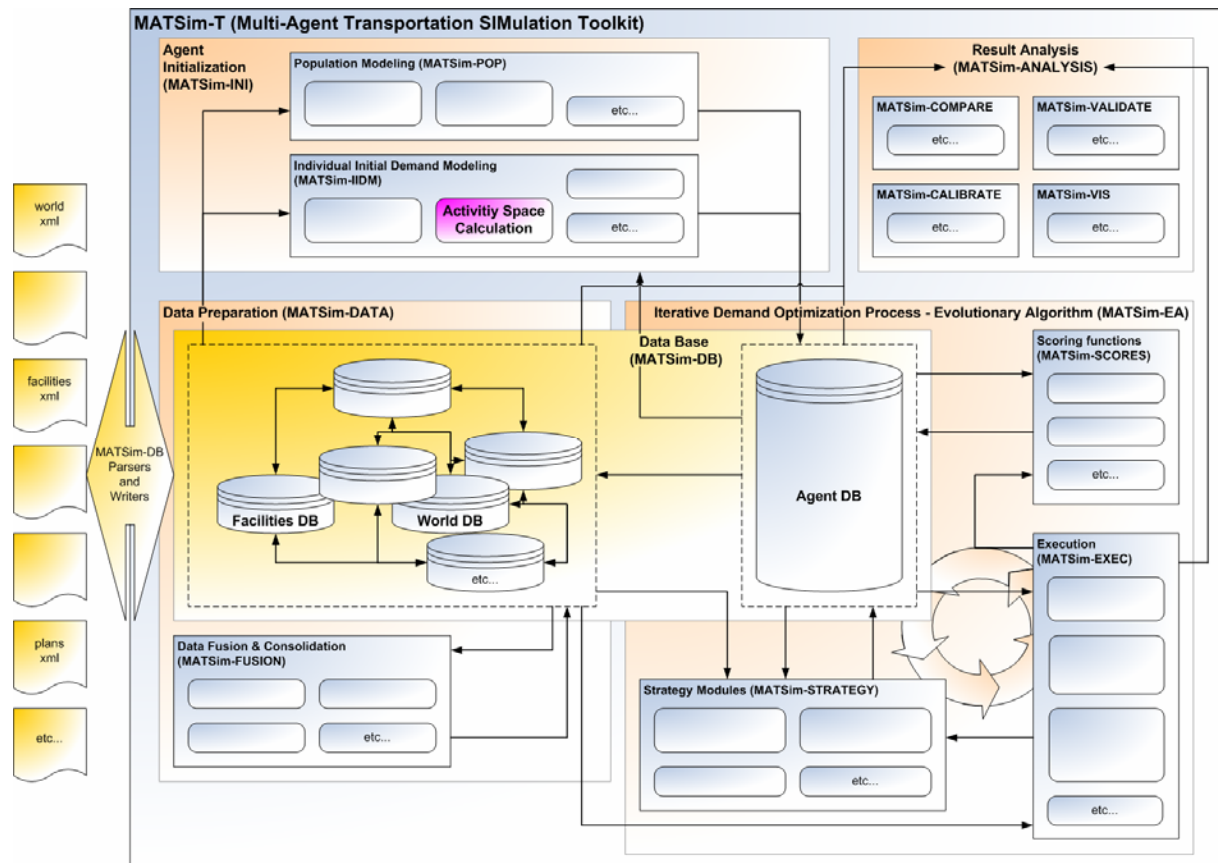 MATSim-T (Multi-Agent Transportation SIMulation Toolkit)
Agent
Initialization
(MATSim-INI)
Population Modeling (MATSim-POP)
etc...
Individual Initial Demand Modeling
(MATSim-IIDM)
Activitiy Space
Calculation
etc...
Result Analysis
(MATSim-ANALYSIS)
MATSim-COMPARE
etc...
MATSim-VALIDATE
etc...
MATSim-CALIBRATE
etc...
MATSim-VIS
etc...
world
xml
facilities
xml
plans
xml
etc...
MATSim-DB
Parsers
and
Writers
Data Preparation (MATSim-DATA)
Data Base
(MATSim-DB)
Facilities DB
World DB
etc...
Agent DB
Data Fusion & Consolidation
(MATSim-FUSION)
etc...
Iterative Demand Optimization Process - Evolutionary Algorithm (MATSim-EA)
Scoring functions
(MATSim-SCORES)
etc...
Execution
(MATSim-EXEC)
etc...
Strategy Modules (MATSim-STRATEGY)
etc...